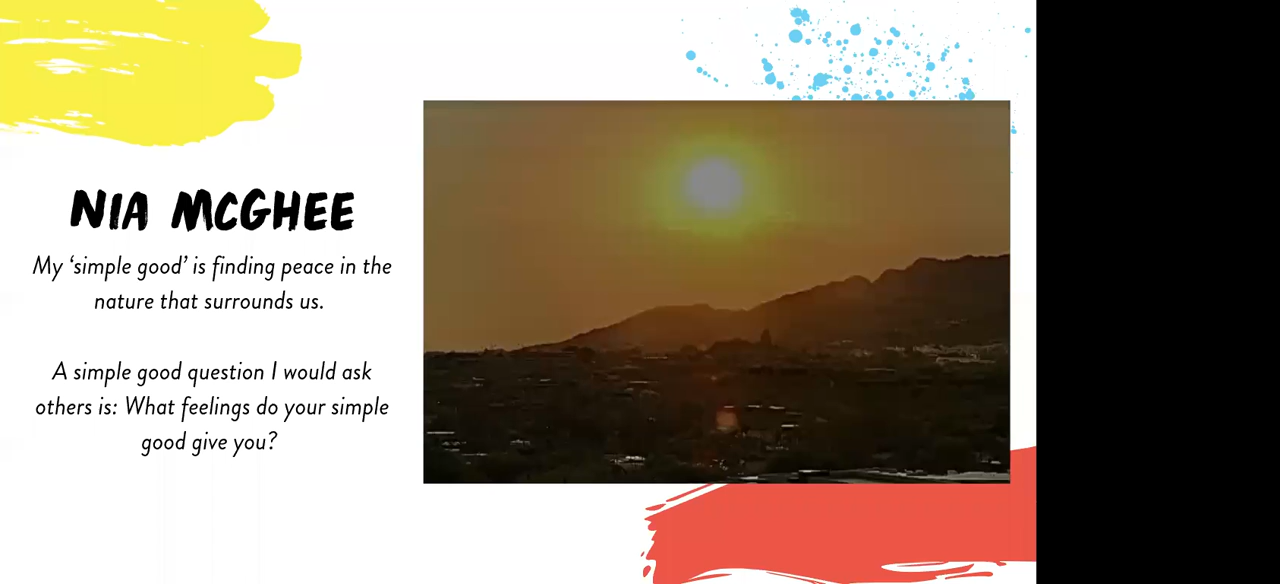 NIA MCGHEE
My ‘simple good’ is finding peace in the
nature that surrounds us.
A simple good question I would ask
others is: What feelings do your simple
good give you?